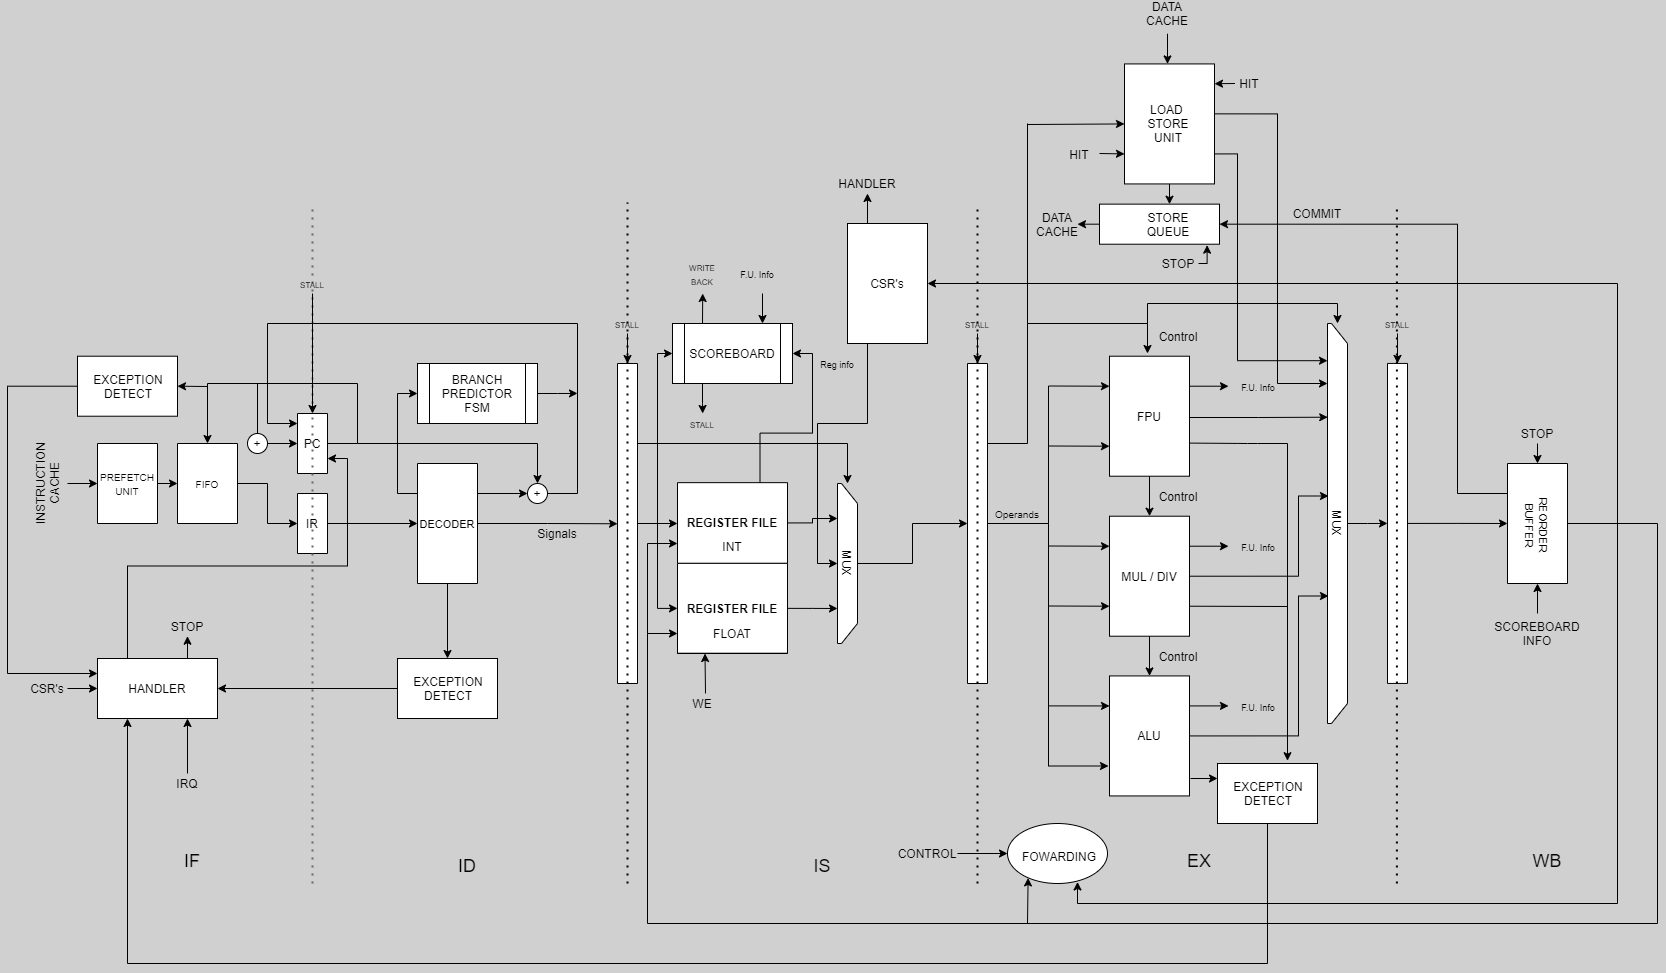 DATA
CACHE
HIT
LOAD
STORE
UNIT
HIT
HANDLER
STORE
QUEUE
DATA
CACHE
COMMIT
STOP
WRITE
BACK
F.U. Info
CSR's
STALL
STALL
STALL
STALL
SCOREBOARD
Reg info
Control
EXCEPTION
DETECT
BRANCH
PREDICTOR
FSM
F.U. Info
FPU
STALL
+
PC
INSTRUCTION
CACHE
PREFETCH
UNIT
FIFO
+
STOP
Control
IR
DECODER
Signals
REGISTER FILE
INT
MUX
Operands
MUX
REORDER
BUFFER
F.U. Info
MUL / DIV
REGISTER FILE
FLOAT
STOP
SCOREBOARD
INFO
Control
CSR's
HANDLER
EXCEPTION
DETECT
WE
F.U. Info
ALU
IRQ
EXCEPTION
DETECT
CONTROL
FOWARDING
IF
ID
IS
EX
WB